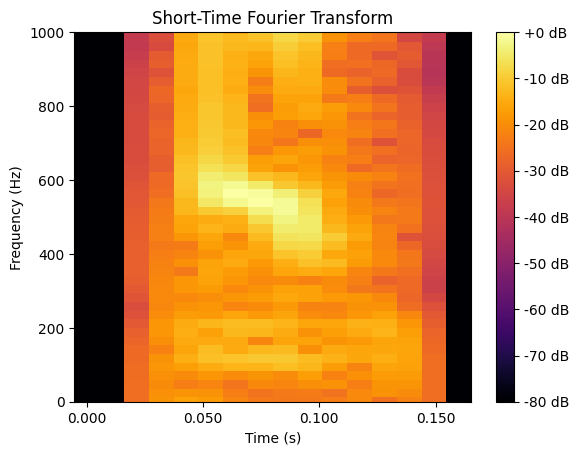 Short-Time Fourier Transform
1000
800
600
400
200
0
Frequency (Hz)
0.000
0.050
0.100
0.150
Time (s)
+0 dB
-10 dB
-20 dB
-30 dB
-40 dB
-50 dB
-60 dB
-70 dB
-80 dB